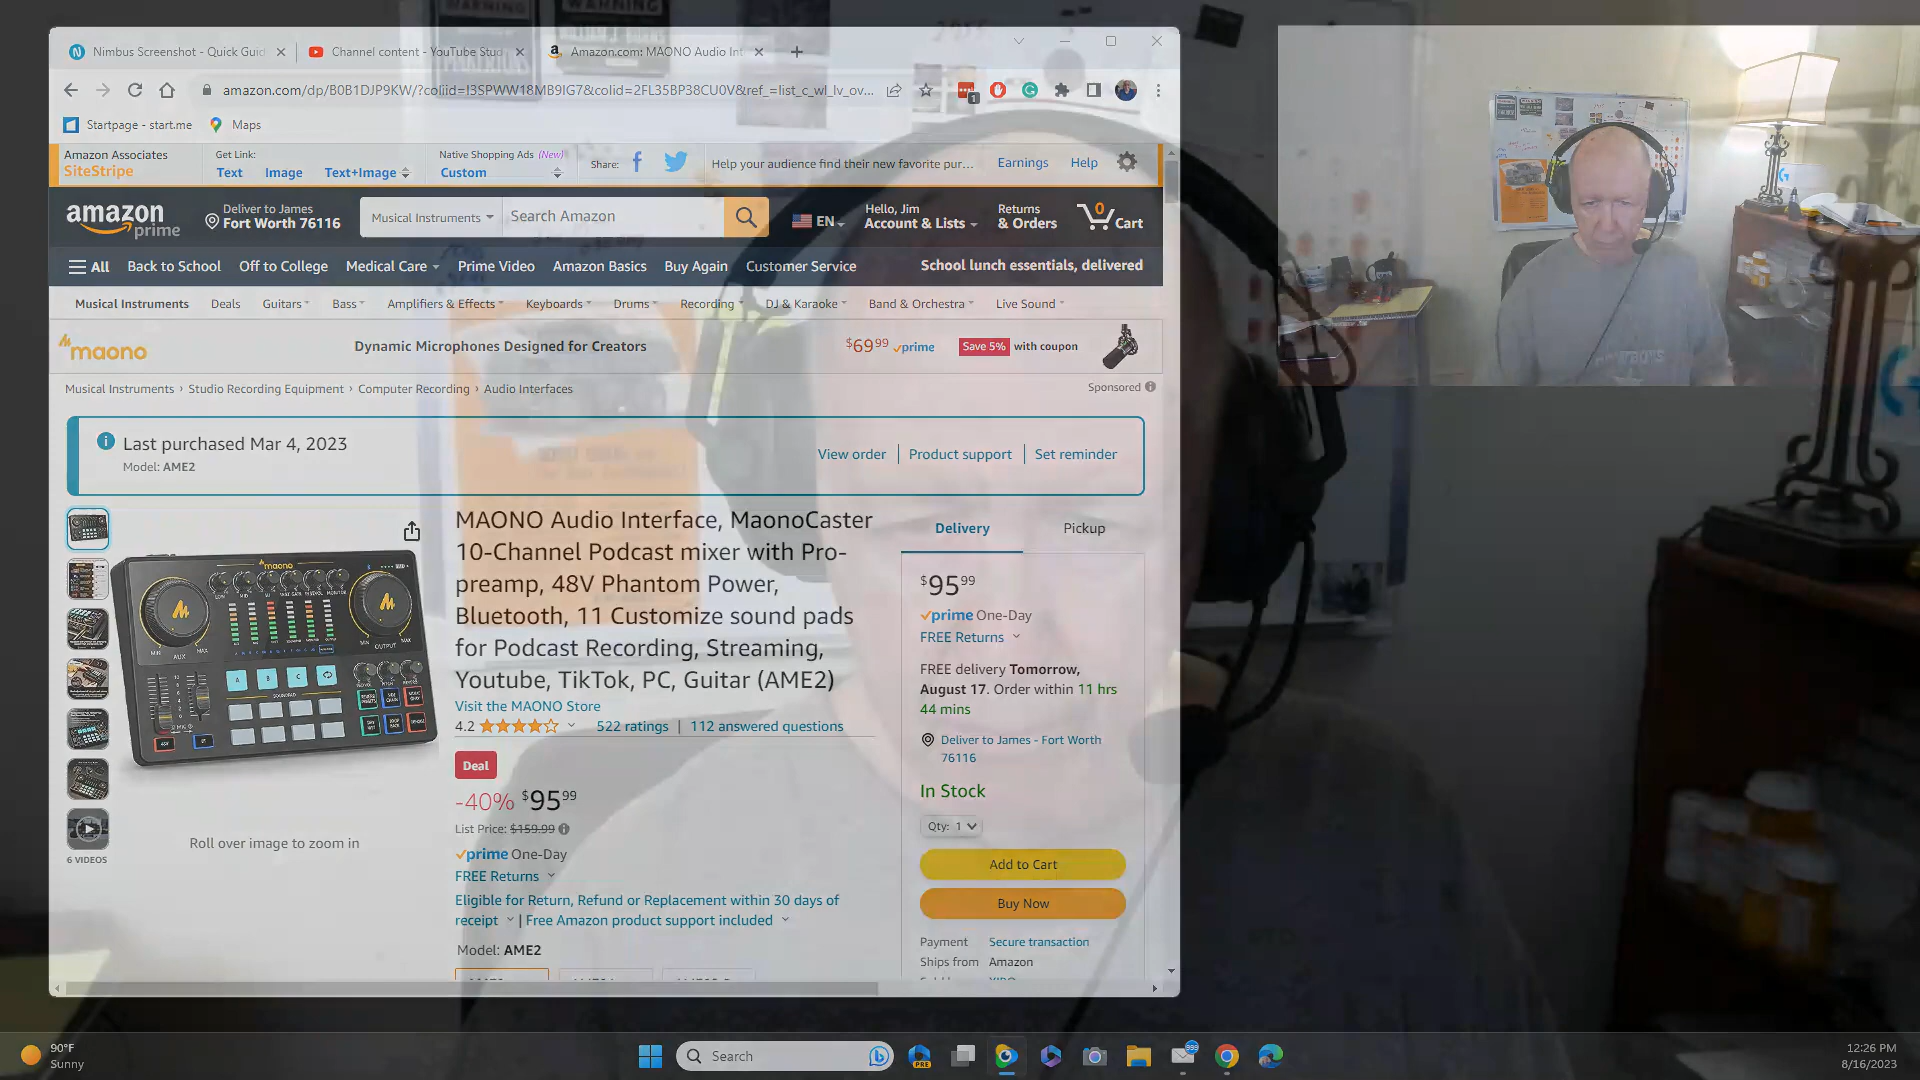 Nimbus Screenshot - Quick Guid
Channel content - YouTube Stud
Amazon.com: MAONO Audio Int
amazon.com/dp/B0B1DJP9KW/?coliid=I3SPWW18MB9IG7&colid=2FL35BP38CU0V&ref_=list_c_wl_lv_ov...
1
Startpage - start.me
Maps
Amazon Associates
SiteStripe
Get Link:
Text Image Text+Image
Native Shopping Ads (New)
Custom
Share:
Help your audience find their new favorite pur...
Earnings
Help
amazon
prime
Deliver to James
Fort Worth 76116
Musical Instruments
Search Amazon
EN
Hello, Jim
Account & Lists
Returns
& Orders
0
Cart
All
Back to School
Off to College
Medical Care
Prime Video
Amazon Basics
Buy Again
Customer Service
School lunch essentials, delivered
Musical Instruments
Deals
Guitars
Bass
Amplifiers & Effects
Keyboards
Drums
Recording
DJ & Karaoke
Band & Orchestra
Live Sound
maono
Dynamic Microphones Designed for Creators
$69.99 prime
Save 5% with coupon
Musical Instruments › Studio Recording Equipment › Computer Recording › Audio Interfaces
Sponsored
Last purchased Mar 4, 2023
Model: AME2
View order
Product support
Set reminder
MAONO Audio Interface, MaonoCaster
10-Channel Podcast mixer with Pro-
preamp, 48V Phantom Power,
Bluetooth, 11 Customize sound pads
for Podcast Recording, Streaming,
Youtube, TikTok, PC, Guitar (AME2)
Visit the MAONO Store
4.2
522 ratings | 112 answered questions
Deal
-40% $95.99
List Price: $159.99
prime One-Day
FREE Returns
Eligible for Return, Refund or Replacement within 30 days of
receipt | Free Amazon product support included
Model: AME2
maono
MIN
AUX
MAX
MIN
OUTPUT
MAX
A
B
C
6 VIDEOS
Roll over image to zoom in
Delivery
Pickup
$95.99
prime One-Day
FREE Returns
FREE delivery Tomorrow,
August 17. Order within 11 hrs
44 mins
Deliver to James - Fort Worth
76116
In Stock
Qty: 1
Add to Cart
Buy Now
Payment Secure transaction
Ships from Amazon
90°F
Sunny
Search
PRE
999
12:26 PM
8/16/2023